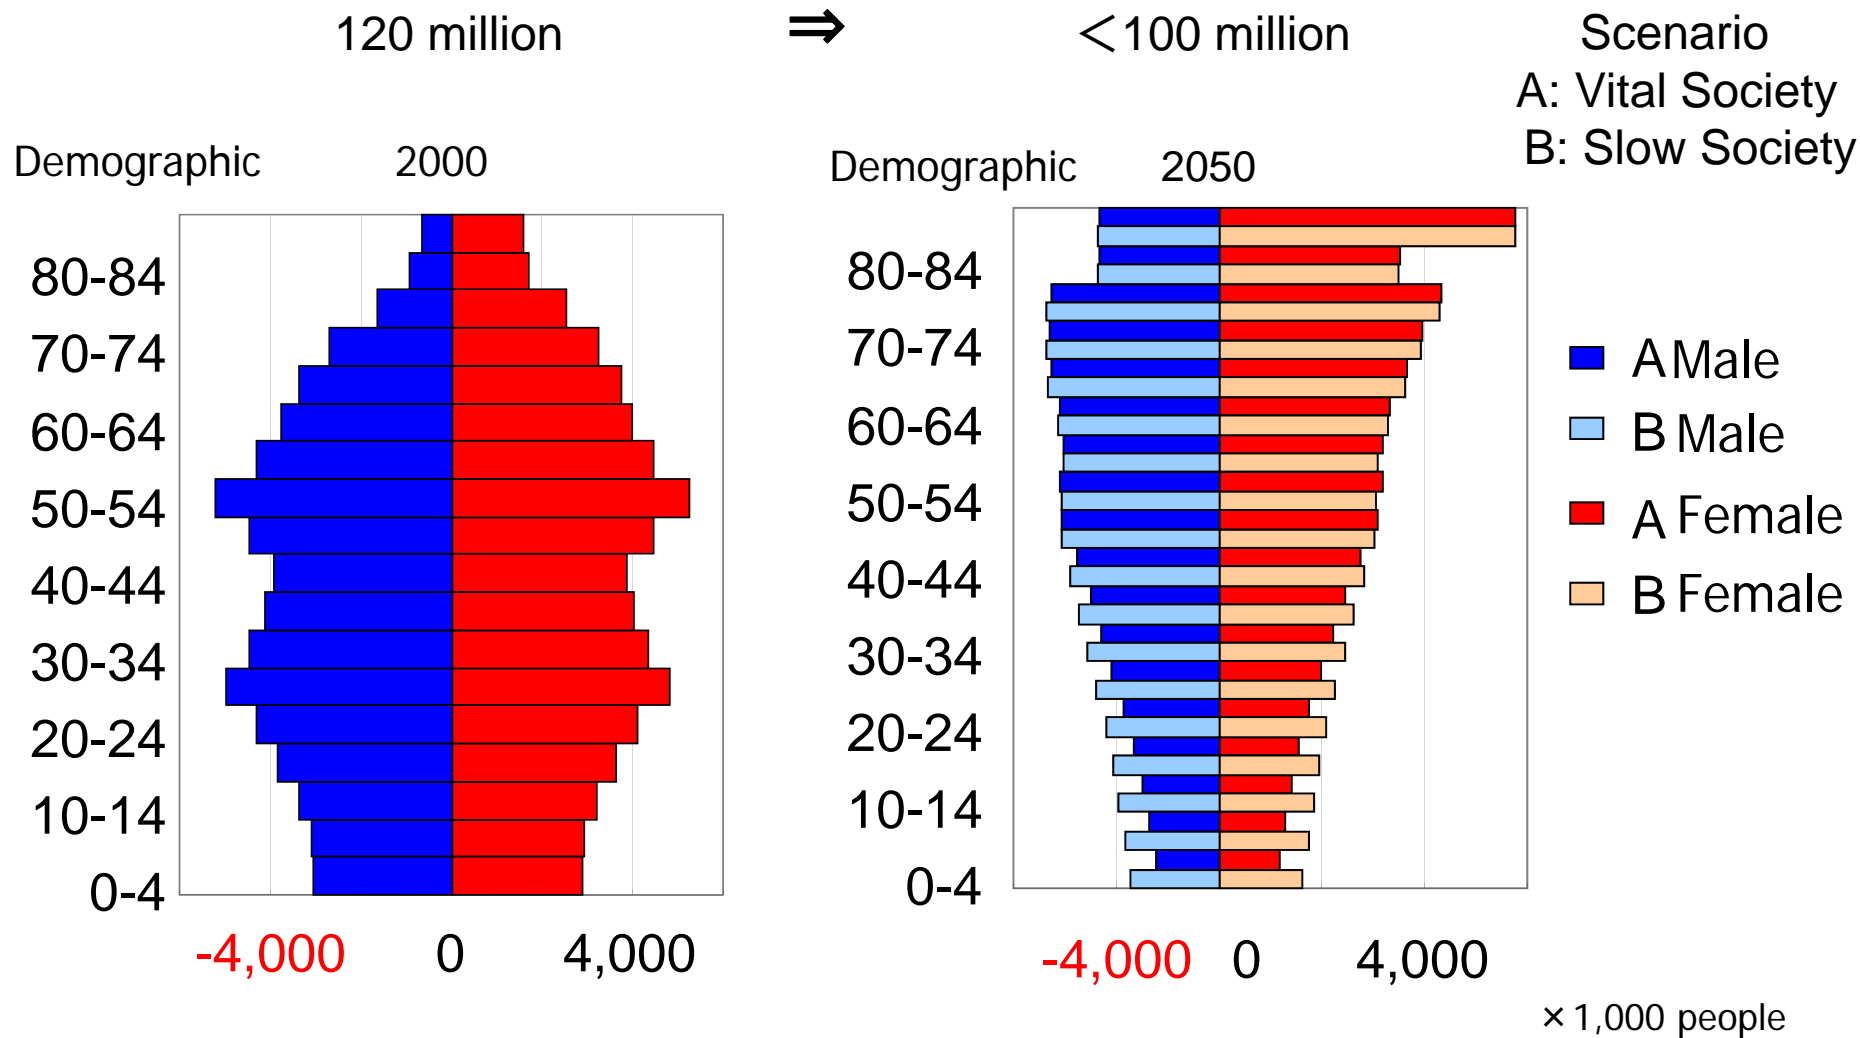 120 million ⇒ <100 million
Scenario
A: Vital Society
B: Slow Society
Demographic 2000
80-84
70-74
60-64
50-54
40-44
30-34
20-24
10-14
0-4
-4,000 0 4,000
Demographic 2050
80-84
70-74
60-64
50-54
40-44
30-34
20-24
10-14
0-4
-4,000 0 4,000
A Male
B Male
A Female
B Female
×1,000 people